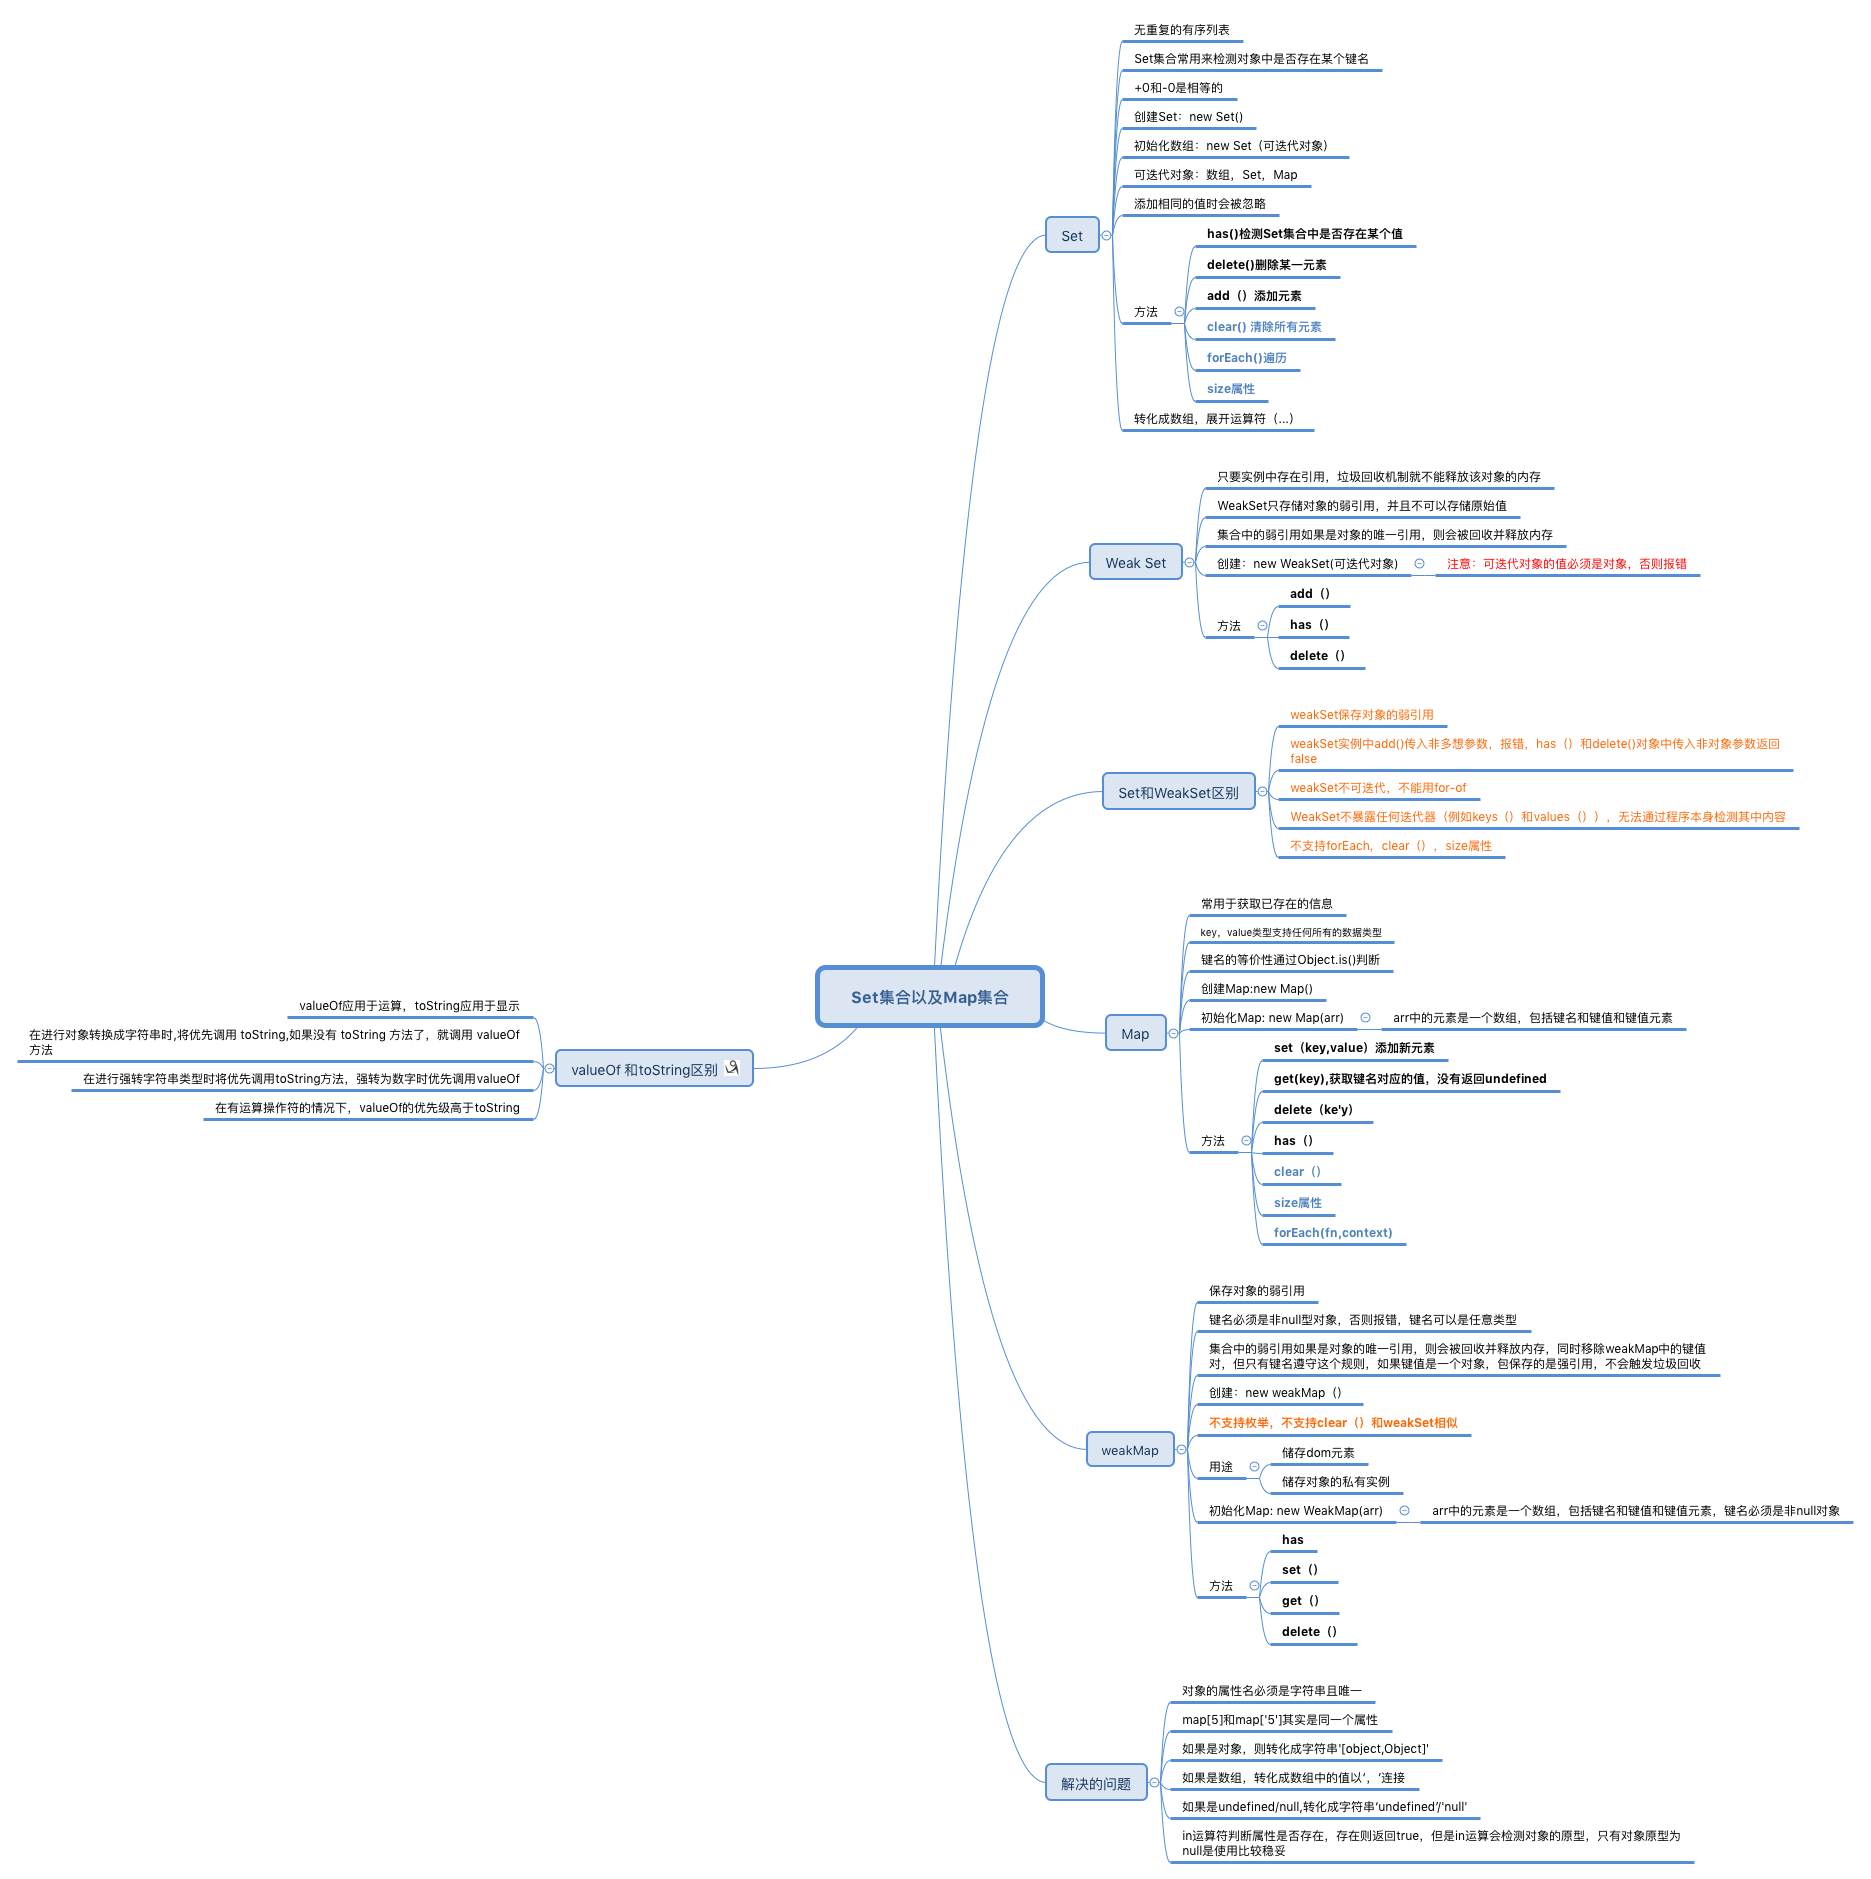 无重复的有序列表
Set集合常用来检测对象中是否存在某个键名
+0和-0是相等的
创建Set：new Set()
初始化数组：new Set（可迭代对象）
可迭代对象：数组，Set，Map
添加相同的值时会被忽略
Set
has()检测Set集合中是否存在某个值
delete()删除某一元素
add（）添加元素
方法
clear() 清除所有元素
forEach()遍历
size属性
转化成数组，展开运算符（...）
只要实例中存在引用，垃圾回收机制就不能释放该对象的内存
WeakSet只存储对象的弱引用，并且不可以存储原始值
集合中的弱引用如果是对象的唯一引用，则会被回收并释放内存
Weak Set
创建：new WeakSet(可迭代对象)
注意：可迭代对象的值必须是对象，否则报错
add（）
方法
has（）
delete（）
weakSet保存对象的弱引用
weakSet实例中add()传入非多想参数，报错，has（）和delete()对象中传入非对象参数返回
false
Set和WeakSet区别
weakSet不可迭代，不能用for-of
WeakSet不暴露任何迭代器（例如keys（）和values（）），无法通过程序本身检测其中内容
不支持forEach，clear（），size属性
Set集合以及Map集合
常用于获取已存在的信息
key，value类型支持任何所有的数据类型
键名的等价性通过Object.is()判断
创建Map:new Map()
初始化Map: new Map(arr)
arr中的元素是一个数组，包括键名和键值和键值元素
Map
set（key,value）添加新元素
get(key),获取键名对应的值，没有返回undefined
delete（ke'y）
方法
has（）
clear（）
size属性
forEach(fn,context)
valueOf应用于运算，toString应用于显示
在进行对象转换成字符串时,将优先调用 toString,如果没有 toString 方法了，就调用 valueOf
方法
valueOf 和toString区别
在进行强转字符串类型时将优先调用toString方法，强转为数字时优先调用valueOf
在有运算操作符的情况下，valueOf的优先级高于toString
保存对象的弱引用
键名必须是非null型对象，否则报错，键名可以是任意类型
集合中的弱引用如果是对象的唯一引用，则会被回收并释放内存，同时移除weakMap中的键值
对，但只有键名遵守这个规则，如果键值是一个对象，包保存的是强引用，不会触发垃圾回收
创建：new weakMap（）
不支持枚举，不支持clear（）和weakSet相似
weakMap
用途
储存dom元素
储存对象的私有实例
初始化Map: new WeakMap(arr)
arr中的元素是一个数组，包括键名和键值和键值元素，键名必须是非null对象
has
set（）
方法
get（）
delete（）
对象的属性名必须是字符串且唯一
map[5]和map['5']其实是同一个属性
如果是对象，则转化成字符串'[object,Object]'
解决的问题
如果是数组，转化成数组中的值以‘，‘连接
如果是undefined/null,转化成字符串‘undefined’/'null'
in运算符判断属性是否存在，存在则返回true，但是in运算会检测对象的原型，只有对象原型为
null是使用比较稳妥